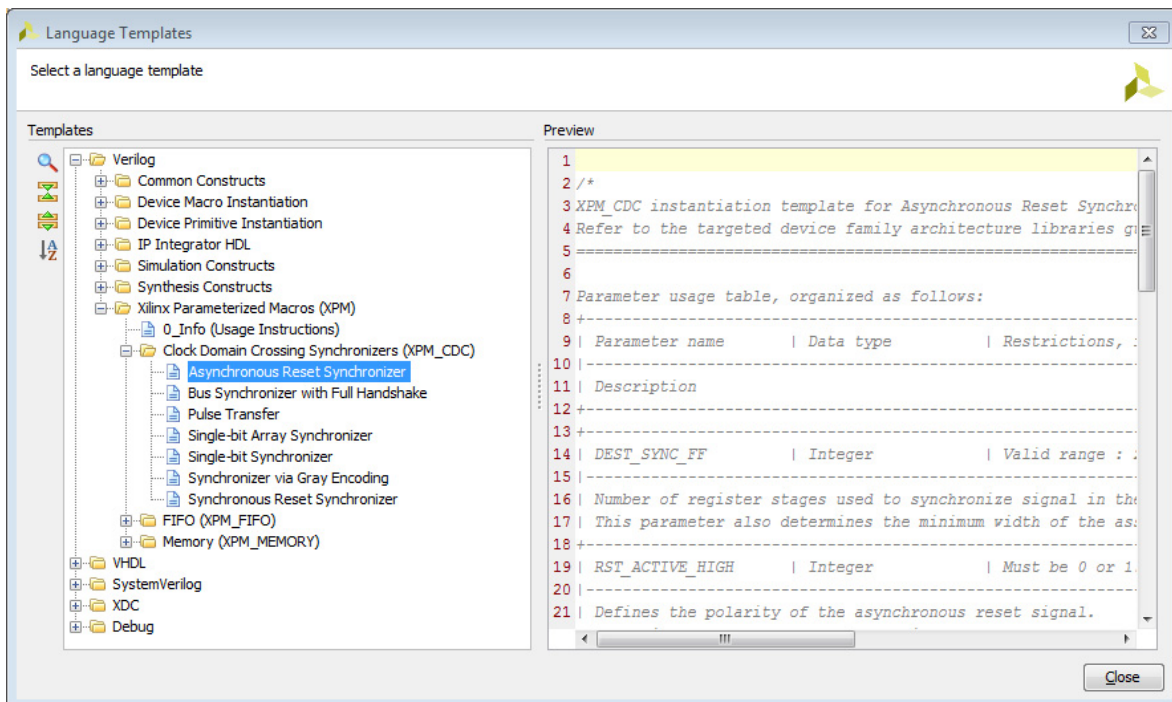 Language Templates
Select a language template
Templates
Verilog
Common Constructs
Device Macro Instantiation
Device Primitive Instantiation
IP Integrator HDL
Simulation Constructs
Synthesis Constructs
Xilinx Parameterized Macros (XPM)
0_Info (Usage Instructions)
Clock Domain Crossing Synchronizers (XPM_CDC)
Asynchronous Reset Synchronizer
Bus Synchronizer with Full Handshake
Pulse Transfer
Single-bit Array Synchronizer
Single-bit Synchronizer
Synchronizer via Gray Encoding
Synchronous Reset Synchronizer
FIFO (XPM_FIFO)
Memory (XPM_MEMORY)
VHDL
SystemVerilog
XDC
Debug
A
Z
Preview
1
2 /*
3 XPM_CDC instantiation template for Asynchronous Reset Synchro
4 Refer to the targeted device family architecture libraries gu
5 ==============================================================
6
7 Parameter usage table, organized as follows:
8 +--------------------------------------------------------------
9 | Parameter name | Data type | Restrictions,
10 |--------------------------------------------------------------
11 | Description
12 +--------------------------------------------------------------
13 +--------------------------------------------------------------
14 | DEST_SYNC_FF | Integer | Valid range :
15 |--------------------------------------------------------------
16 | Number of register stages used to synchronize signal in the
17 | This parameter also determines the minimum width of the as
18 +--------------------------------------------------------------
19 | RST_ACTIVE_HIGH | Integer | Must be 0 or 1
20 |--------------------------------------------------------------
21 | Defines the polarity of the asynchronous reset signal.
Close